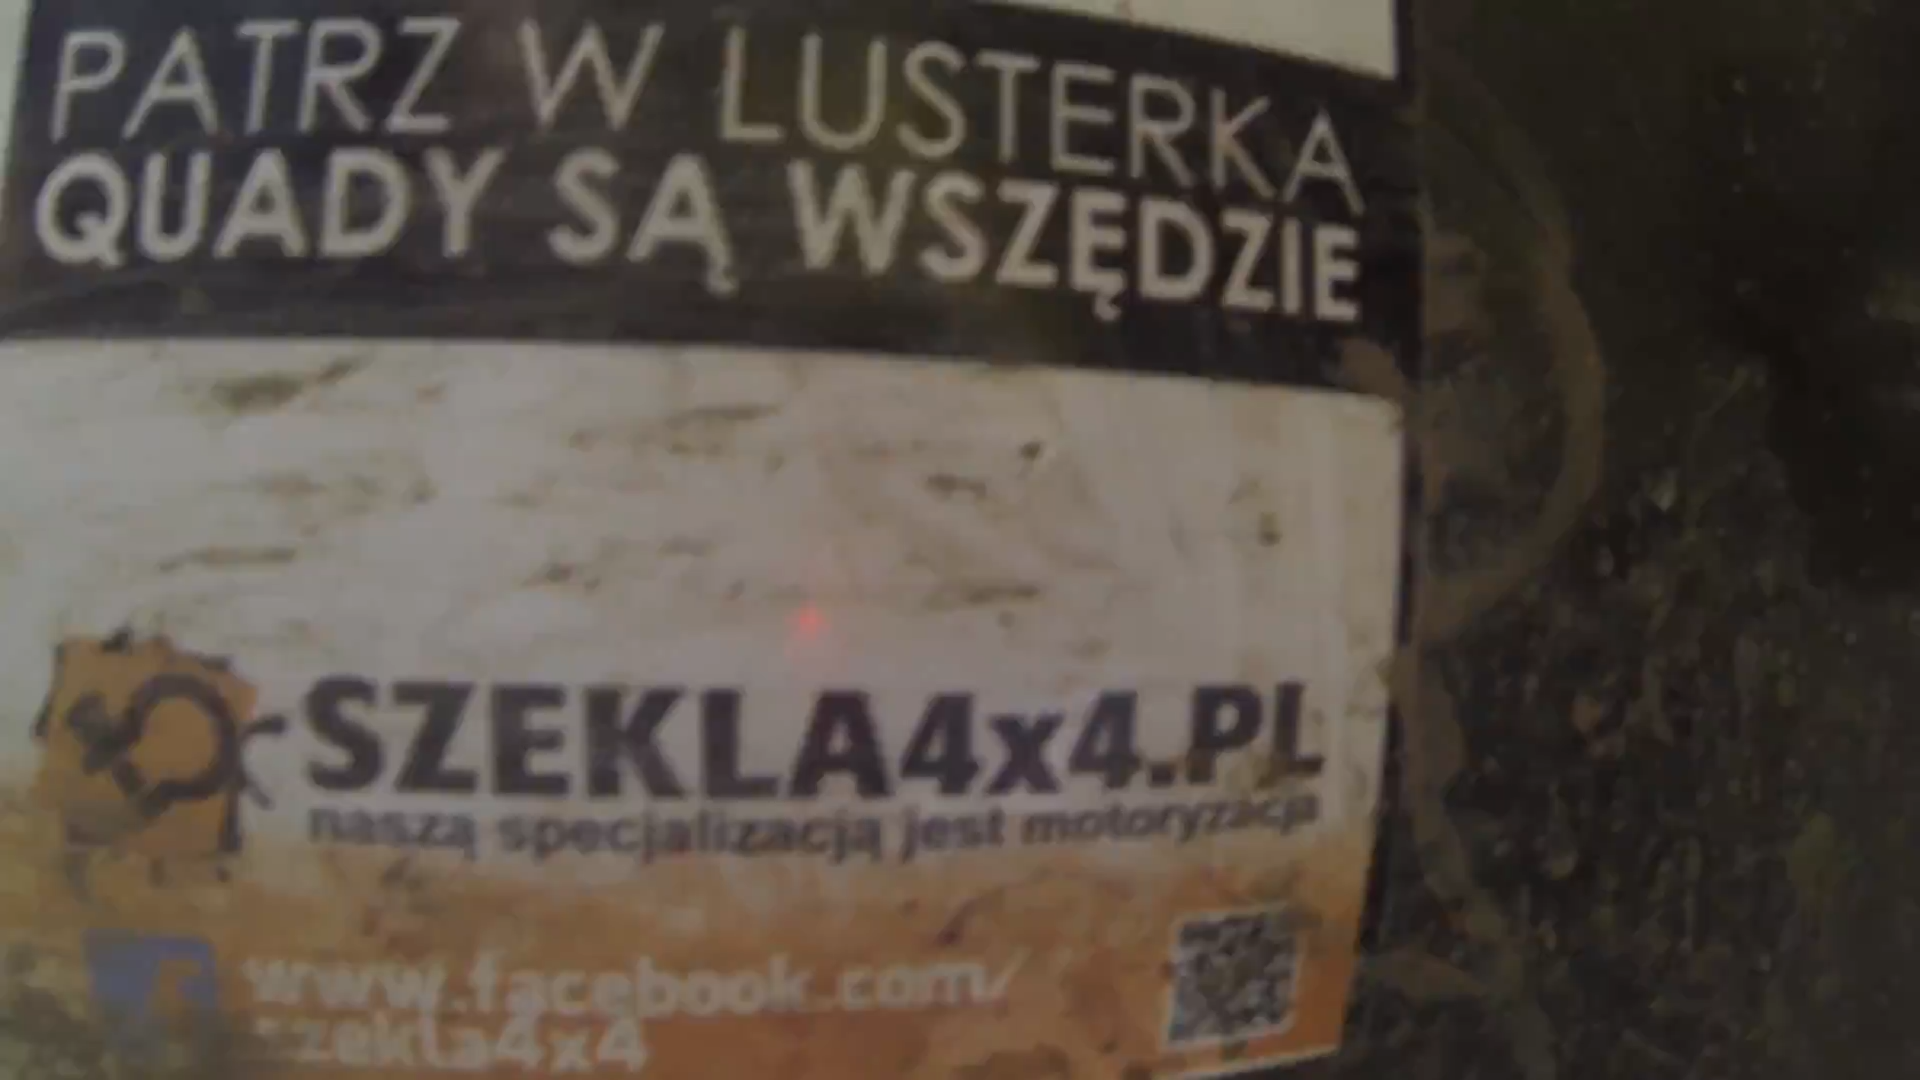 PATRZ W LUSTERKA
QUADY SĄ WSZĘDZIE
SZEKLA4x4.PL
naszą specjalizacją jest motoryzacja
www.facebook.com/
szekla4x4